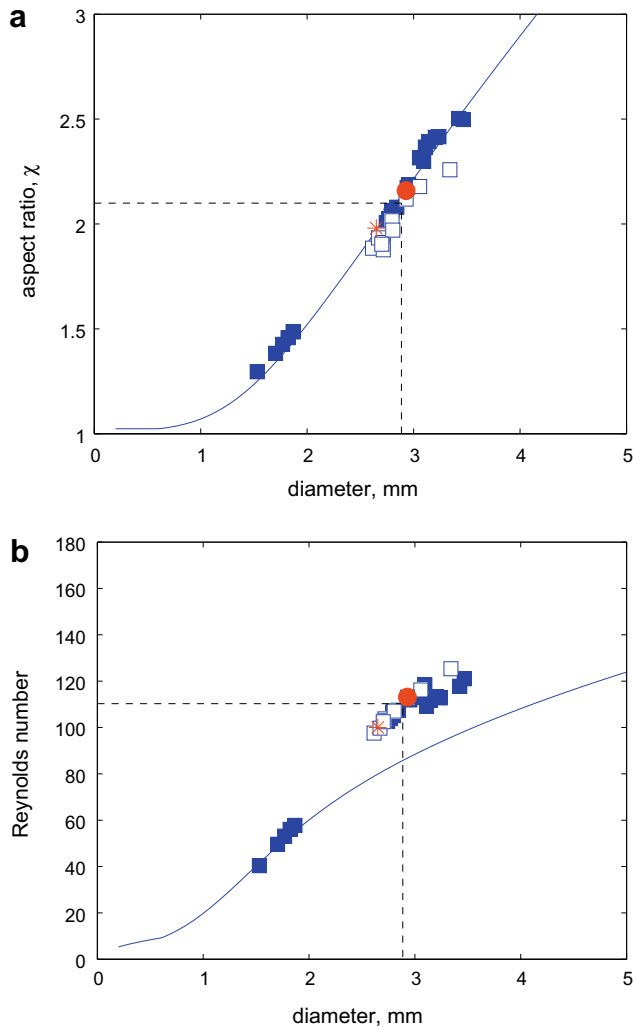 a
3
2.5
2
1.5
1
aspect ratio, χ
0 1 2 3 4 5
diameter, mm
b
180
160
140
120
100
80
60
40
20
0
Reynolds number
0 1 2 3 4 5
diameter, mm